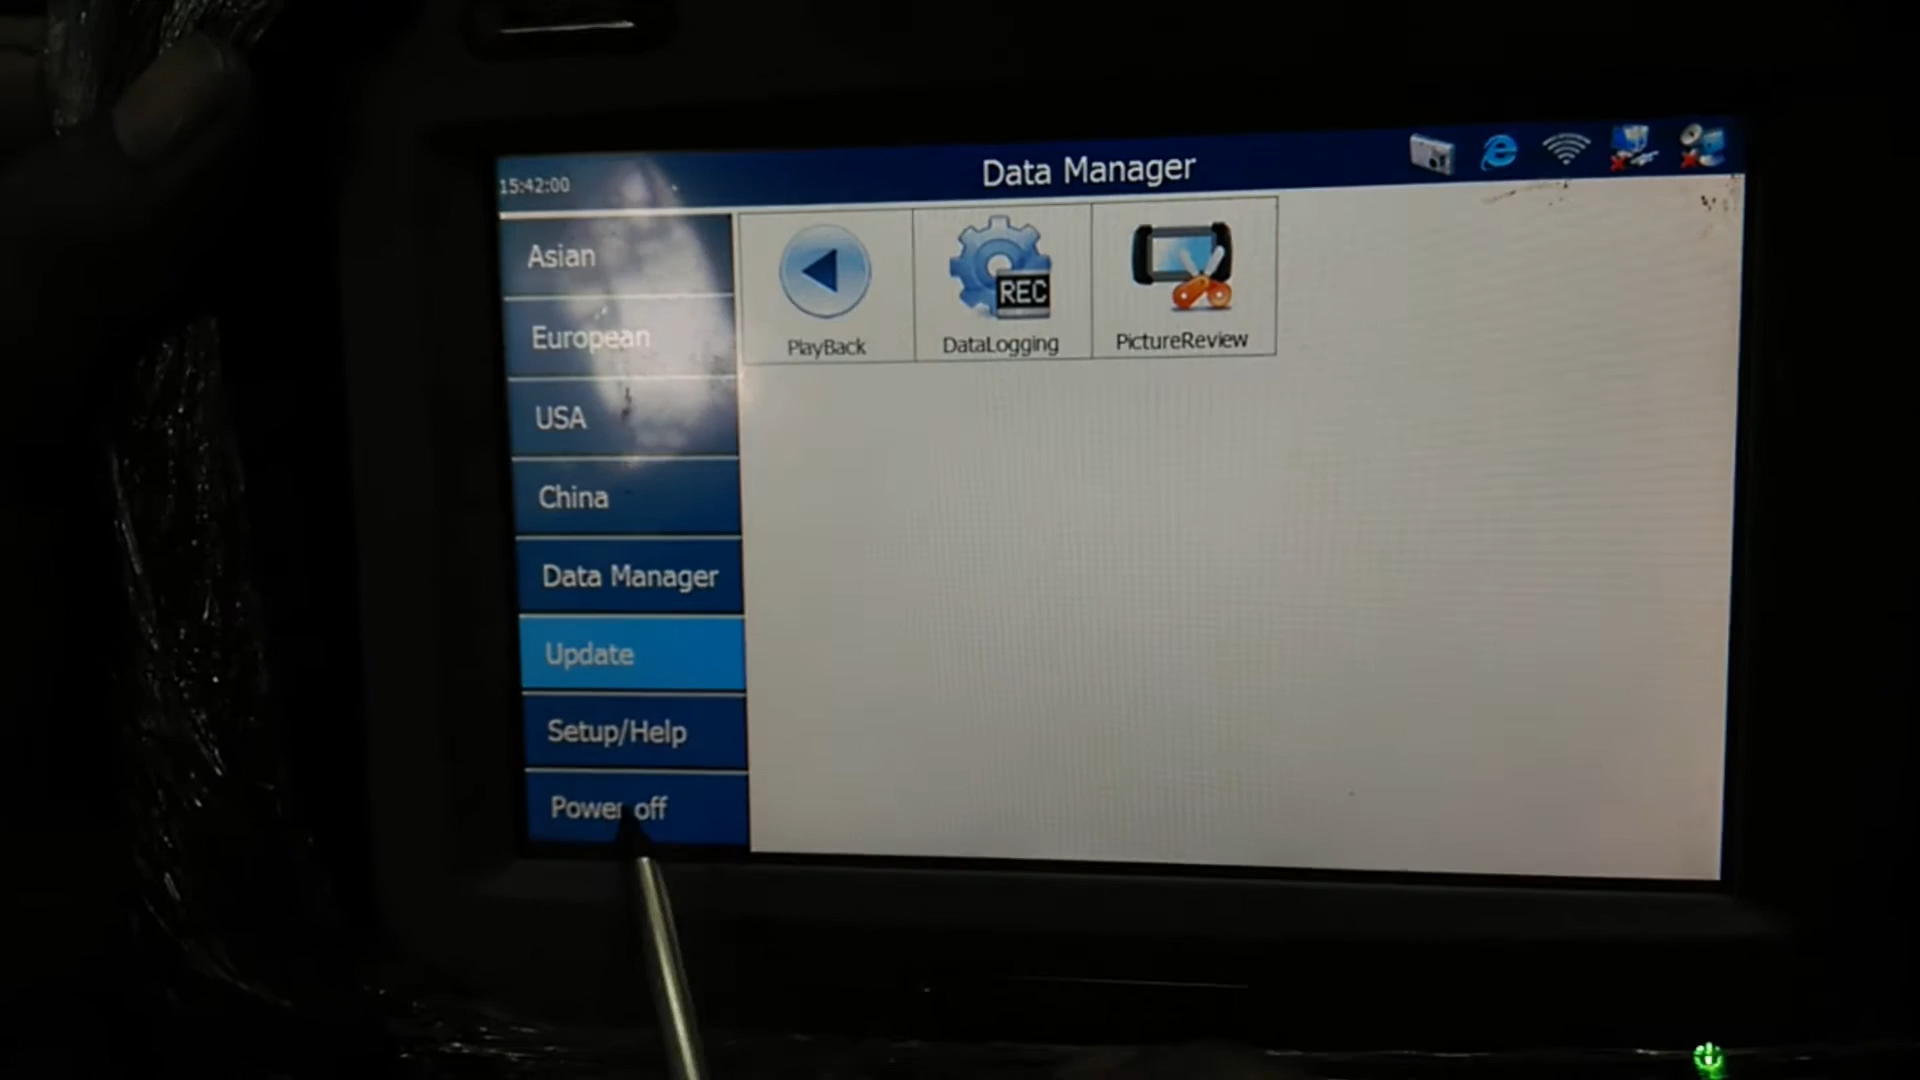 15:42:00
Data Manager
Asian
European
USA
China
Data Manager
Update
Setup/Help
Power off
PlayBack
REC
DataLogging
PictureReview